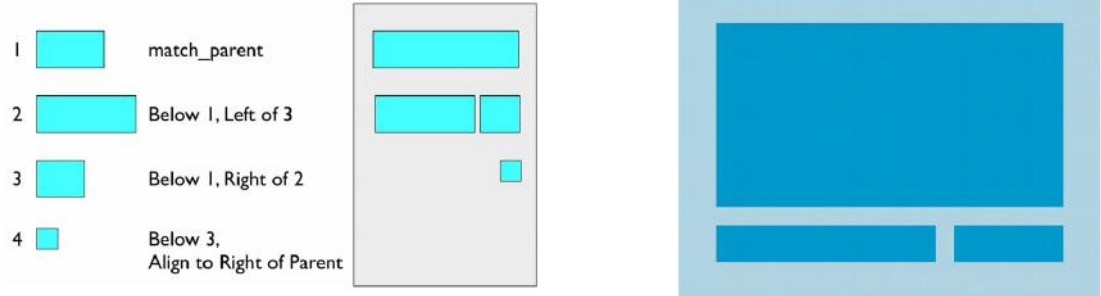 1 match_parent
2 Below 1, Left of 3
3 Below 1, Right of 2
4 Below 3,
Align to Right of Parent